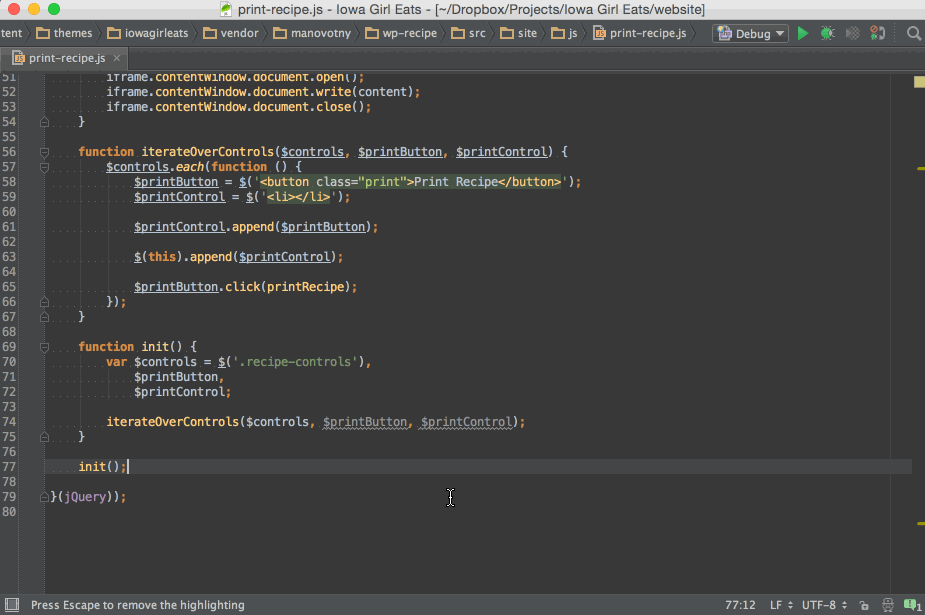 print-recipe.js - Iowa Girl Eats - [~/Dropbox/Projects/Iowa Girl Eats/website]
tent themes iowagirleats vendor manovotny wp-recipe src site js print-recipe.js Debug
print-recipe.js
51 iframe.contentWindow.document.open();
52 iframe.contentWindow.document.write(content);
53 iframe.contentWindow.document.close();
54 }
55
56 function iterateOverControls($controls, $printButton, $printControl) {
57 $controls.each(function () {
58 $printButton = $('<button class="print">Print Recipe</button>');
59 $printControl = $('<li></li>');
60
61 $printControl.append($printButton);
62
63 $(this).append($printControl);
64
65 $printButton.click(printRecipe);
66 });
67 }
68
69 function init() {
70 var $controls = $('.recipe-controls'),
71 $printButton,
72 $printControl;
73
74 iterateOverControls($controls, $printButton, $printControl);
75 }
76
77 init();
78
79 }(jQuery));
80
Press Escape to remove the highlighting 77:12 LF UTF-8 1